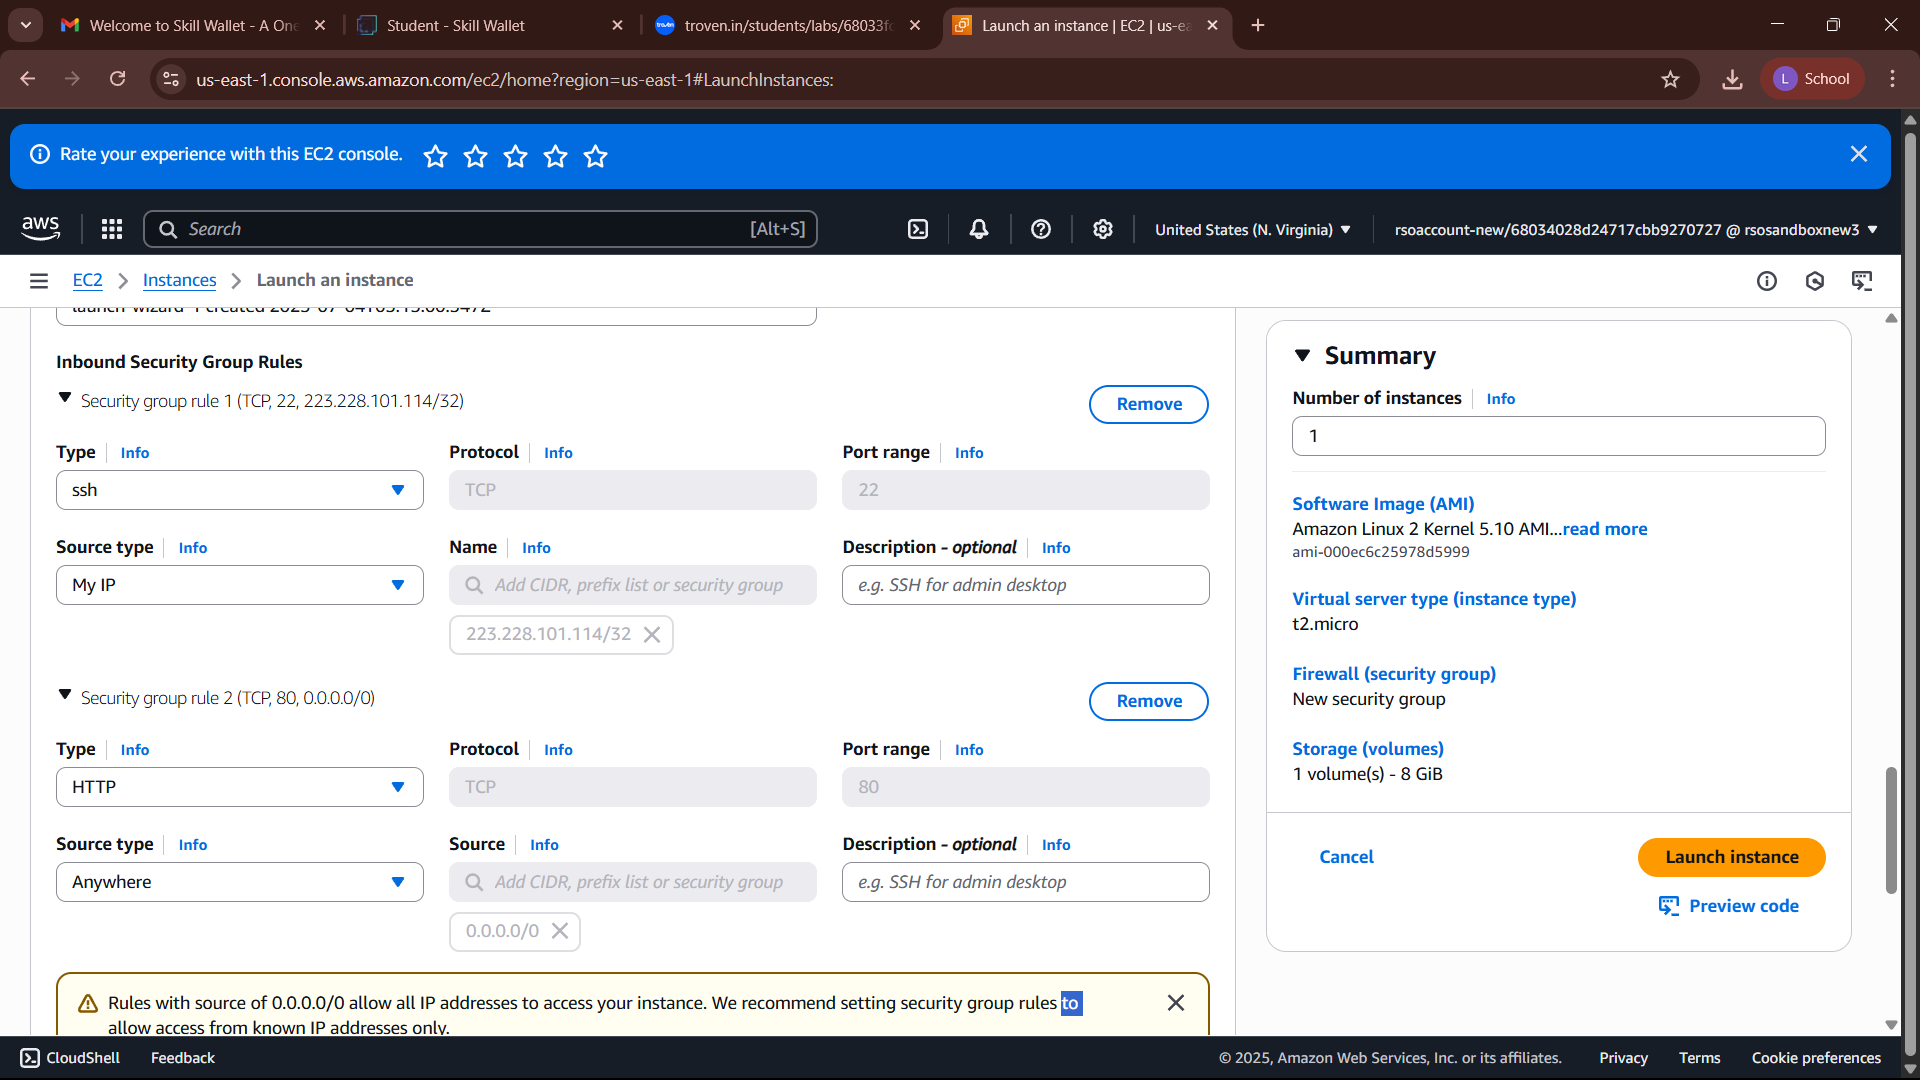 Welcome to Skill Wallet - A One
Student - Skill Wallet
troven.in/students/labs/68033f
Launch an instance | EC2 | us-ea
us-east-1.console.aws.amazon.com/ec2/home?region=us-east-1#LaunchInstances:
L School
Rate your experience with this EC2 console.
aws
Search
[Alt+S]
United States (N. Virginia)
rsoaccount-new/68034028d24717cbb9270727 @ rsosandboxnew3
EC2
Instances
Launch an instance
Inbound Security Group Rules
Security group rule 1 (TCP, 22, 223.228.101.114/32)
Remove
Type Info
Protocol Info
Port range Info
ssh
TCP
22
Source type Info
Name Info
Description - optional Info
My IP
Add CIDR, prefix list or security group
e.g. SSH for admin desktop
223.228.101.114/32
Security group rule 2 (TCP, 80, 0.0.0.0/0)
Remove
Type Info
Protocol Info
Port range Info
HTTP
TCP
80
Source type Info
Source Info
Description - optional Info
Anywhere
Add CIDR, prefix list or security group
e.g. SSH for admin desktop
0.0.0.0/0
Rules with source of 0.0.0.0/0 allow all IP addresses to access your instance. We recommend setting security group rules to
allow access from known IP addresses only.
Summary
Number of instances Info
1
Software Image (AMI)
Amazon Linux 2 Kernel 5.10 AMI...read more
ami-000ec6c25978d5999
Virtual server type (instance type)
t2.micro
Firewall (security group)
New security group
Storage (volumes)
1 volume(s) - 8 GiB
Cancel
Launch instance
Preview code
CloudShell
Feedback
© 2025, Amazon Web Services, Inc. or its affiliates.
Privacy
Terms
Cookie preferences